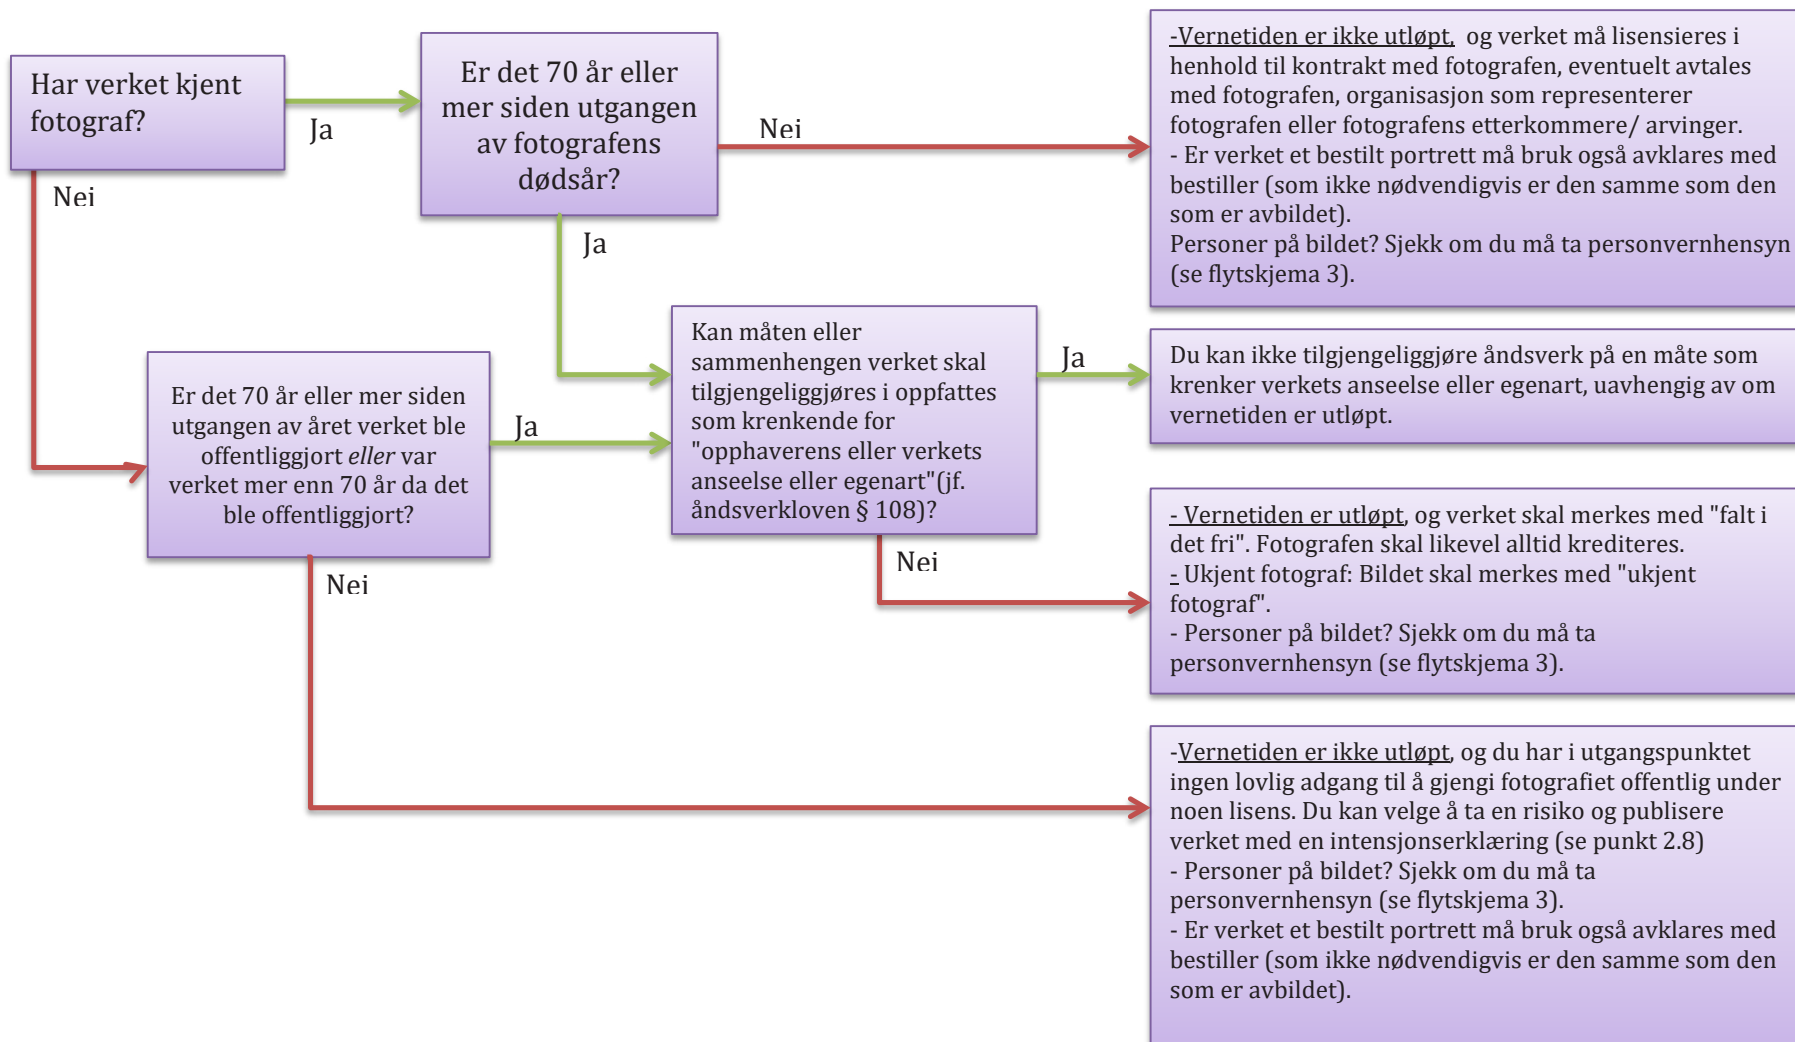 Har verket kjent
fotograf?
Ja
Nei
Er det 70 år eller
mer siden utgangen
av fotografens
dødsår?
Nei
Ja
-Vernetiden er ikke utløpt,  og verket må lisensieres i
henhold til kontrakt med fotografen, eventuelt avtales
med fotografen, organisasjon som representerer
fotografen eller fotografens etterkommere/ arvinger.
- Er verket et bestilt portrett må bruk også avklares med
bestiller (som ikke nødvendigvis er den samme som den
som er avbildet).
Personer på bildet? Sjekk om du må ta personvernhensyn
(se flytskjema 3).
Er det 70 år eller mer siden
utgangen av året verket ble
offentliggjort eller var
verket mer enn 70 år da det
ble offentliggjort?
Ja
Nei
Kan måten eller
sammenhengen verket skal
tilgjengeliggjøres i oppfattes
som krenkende for
"opphaverens eller verkets
anseelse eller egenart"(jf.
åndsverkloven § 108)?
Ja
Nei
Du kan ikke tilgjengeliggjøre åndsverk på en måte som
krenker verkets anseelse eller egenart, uavhengig av om
vernetiden er utløpt.
- Vernetiden er utløpt, og verket skal merkes med "falt i
det fri". Fotografen skal likevel alltid krediteres.
- Ukjent fotograf: Bildet skal merkes med "ukjent
fotograf".
- Personer på bildet? Sjekk om du må ta
personvernhensyn (se flytskjema 3).
-Vernetiden er ikke utløpt, og du har i utgangspunktet
ingen lovlig adgang til å gjengi fotografiet offentlig under
noen lisens. Du kan velge å ta en risiko og publisere
verket med en intensjonserklæring (se punkt 2.8)
- Personer på bildet? Sjekk om du må ta
personvernhensyn (se flytskjema 3).
- Er verket et bestilt portrett må bruk også avklares med
bestiller (som ikke nødvendigvis er den samme som den
som er avbildet).